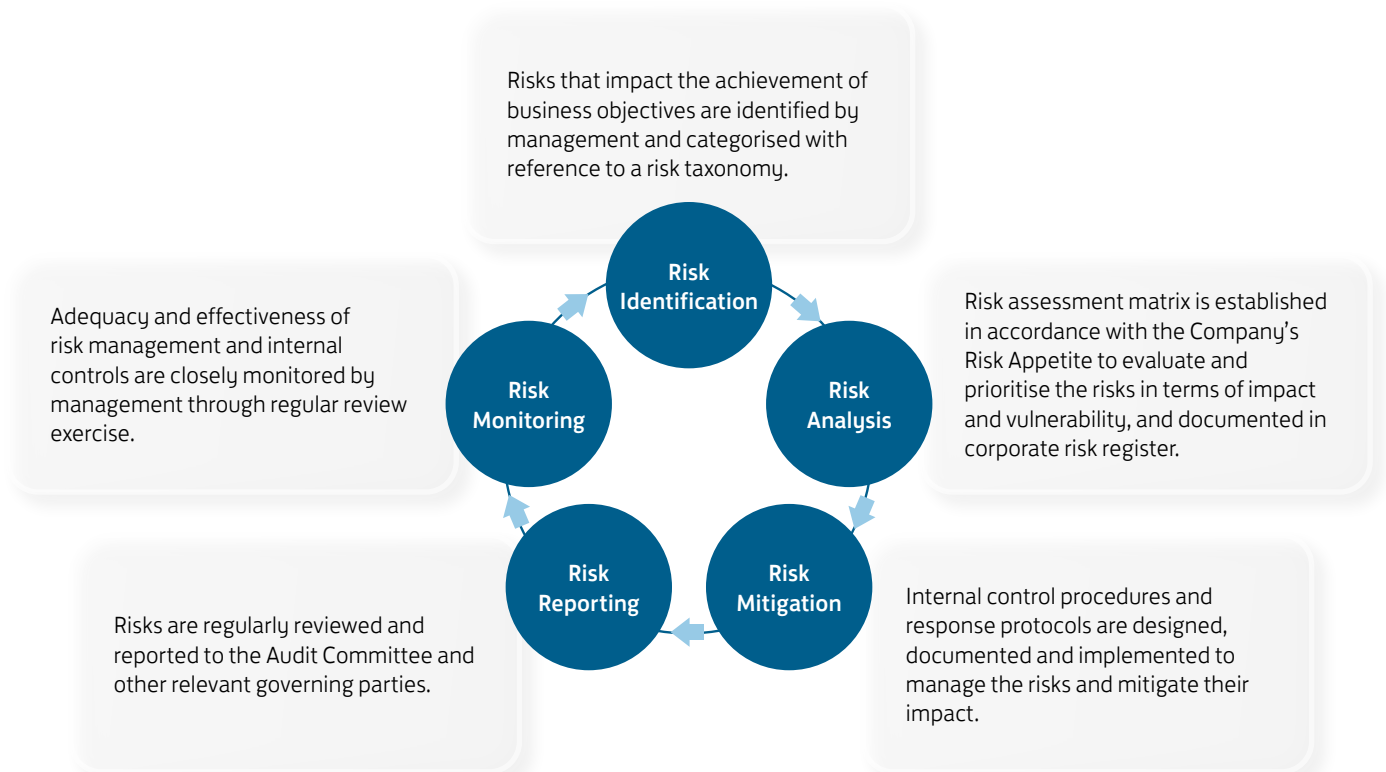 Risks that impact the achievement of
business objectives are identified by
management and categorised with
reference to a risk taxonomy.
Risk
Identification
Risk assessment matrix is established
in accordance with the Company’s
Risk Appetite to evaluate and
prioritise the risks in terms of impact
and vulnerability, and documented in
corporate risk register.
Risk
Analysis
Internal control procedures and
response protocols are designed,
documented and implemented to
manage the risks and mitigate their
impact.
Risk
Mitigation
Risks are regularly reviewed and
reported to the Audit Committee and
other relevant governing parties.
Risk
Reporting
Adequacy and effectiveness of
risk management and internal
controls are closely monitored by
management through regular review
exercise.
Risk
Monitoring